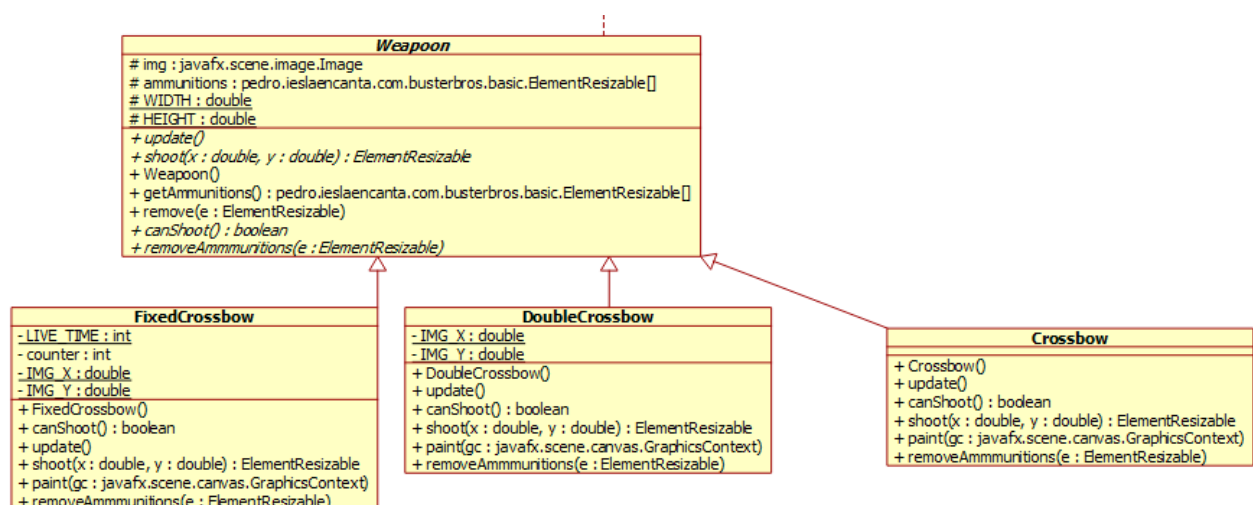 Weapoon
# img : javafx.scene.image.Image
# ammunitions : pedro.ieslaencanta.com.busterbros.basic.ElementResizable[]
# WIDTH : double
# HEIGHT : double
+ update()
+ shoot(x : double, y : double) : ElementResizable
+ Weapoon()
+ getAmmunitions() : pedro.ieslaencanta.com.busterbros.basic.ElementResizable[]
+ remove(e : ElementResizable)
+ canShoot() : boolean
+ removeAmmmunitions(e : ElementResizable)
FixedCrossbow
- LIVE_TIME : int
- counter : int
- IMG_X : double
- IMG_Y : double
+ FixedCrossbow()
+ canShoot() : boolean
+ update()
+ shoot(x : double, y : double) : ElementResizable
+ paint(gc : javafx.scene.canvas.GraphicsContext)
+ removeAmmmunitions(e : ElementResizable)
DoubleCrossbow
- IMG_X : double
- IMG_Y : double
+ DoubleCrossbow()
+ update()
+ canShoot() : boolean
+ shoot(x : double, y : double) : ElementResizable
+ paint(gc : javafx.scene.canvas.GraphicsContext)
+ removeAmmmunitions(e : ElementResizable)
Crossbow
+ Crossbow()
+ update()
+ canShoot() : boolean
+ shoot(x : double, y : double) : ElementResizable
+ paint(gc : javafx.scene.canvas.GraphicsContext)
+ removeAmmmunitions(e : ElementResizable)